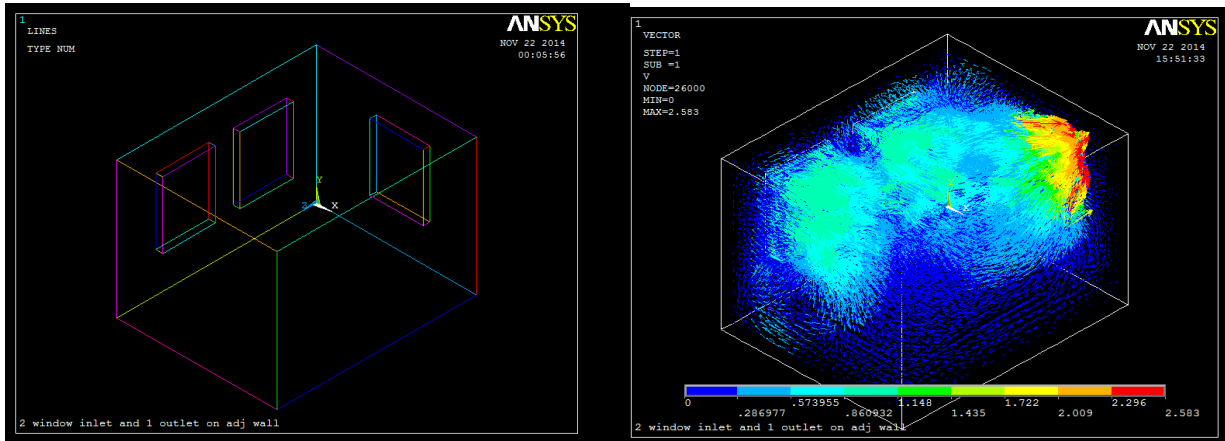 1
LINES
TYPE NUM
ANSYS
NOV 22 2014
00:05:56
Y
Z
X
2 window inlet and 1 outlet on adj wall
1
VECTOR
STEP=1
SUB =1
V
NODE=26000
MIN=0
MAX=2.583
ANSYS
NOV 22 2014
15:51:33
X
0 .573955 1.148 1.722 2.296
.286977 .860932 1.435 2.009 2.583
2 window inlet and 1 outlet on adj wall